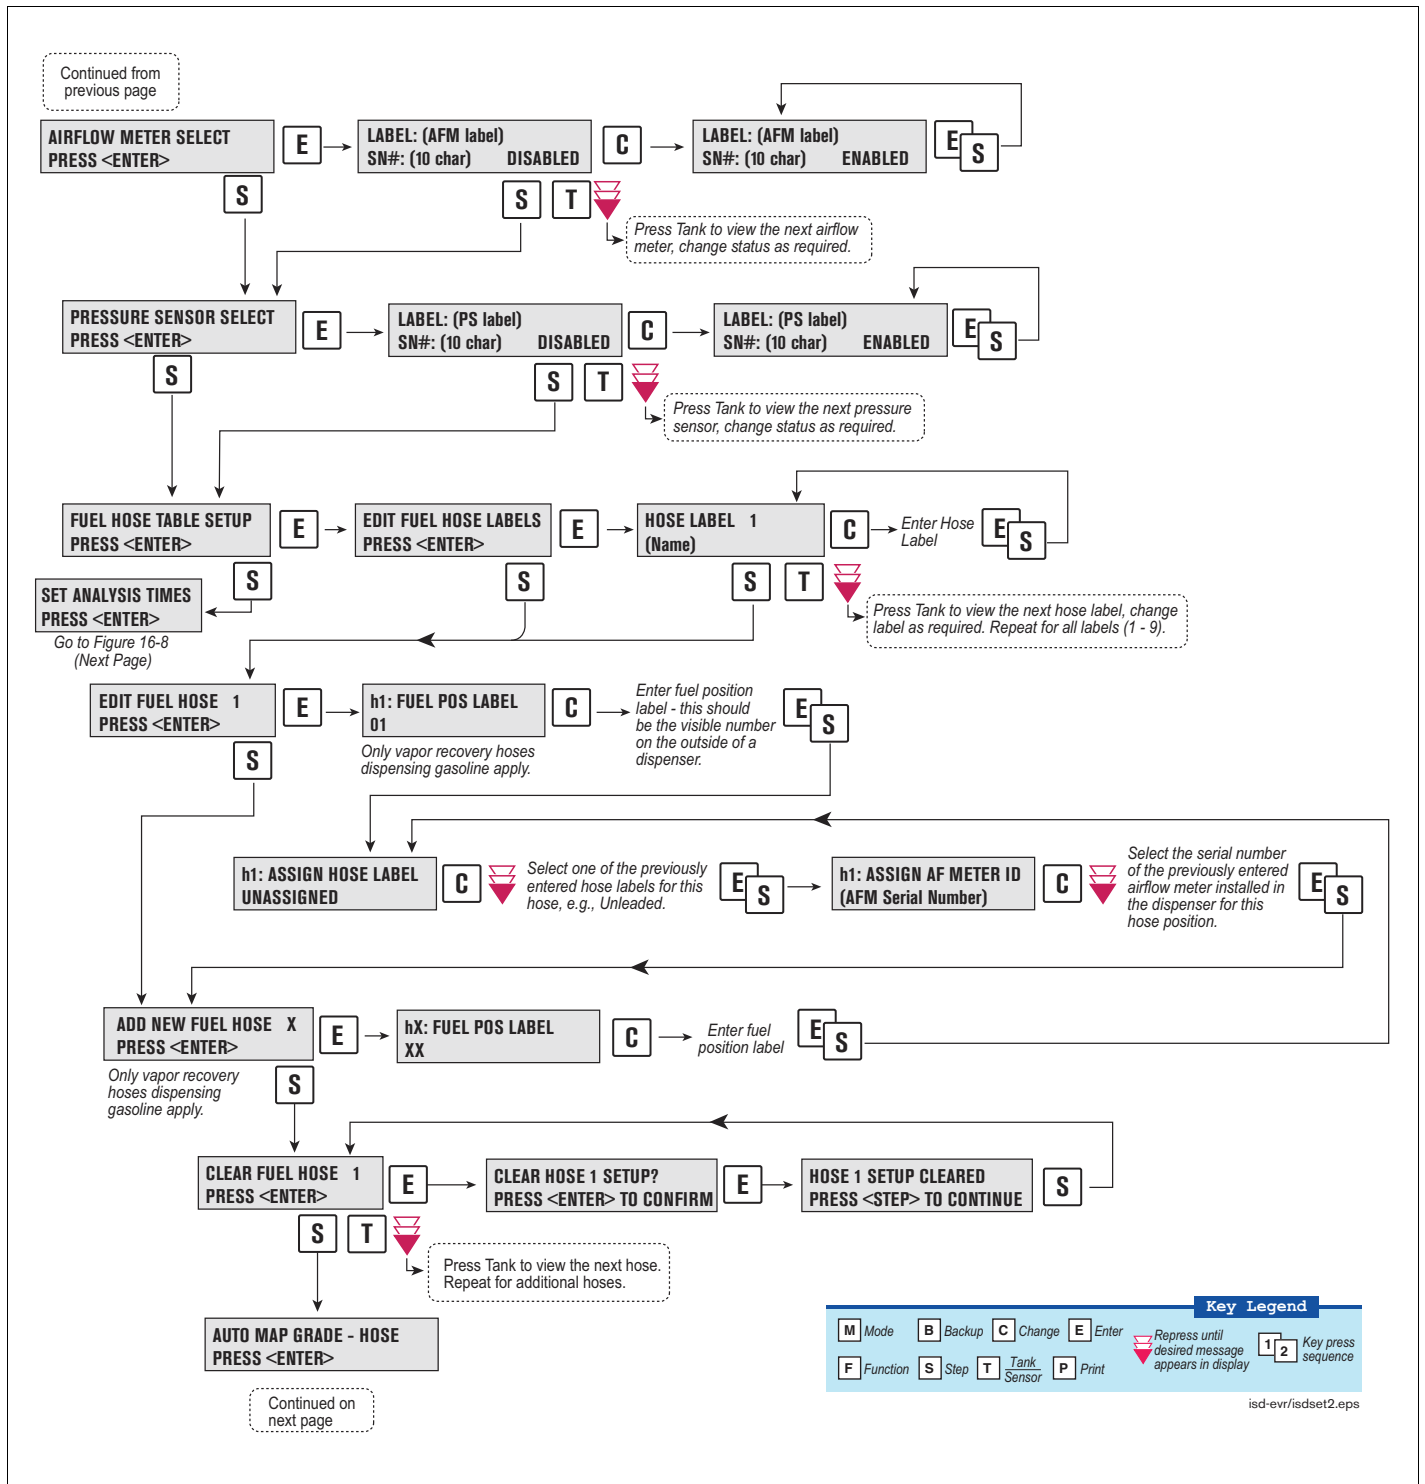 Continued from
previous page
AIRFLOW METER SELECT
PRESS <ENTER>
E
LABEL: (AFM label)
SN#: (10 char) DISABLED
C
LABEL: (AFM label)
SN#: (10 char) ENABLED
E
S
S
S
T
Press Tank to view the next airflow
meter, change status as required.
PRESSURE SENSOR SELECT
PRESS <ENTER>
E
LABEL: (PS label)
SN#: (10 char) DISABLED
C
LABEL: (PS label)
SN#: (10 char) ENABLED
E
S
S
S
T
Press Tank to view the next pressure
sensor, change status as required.
FUEL HOSE TABLE SETUP
PRESS <ENTER>
E
EDIT FUEL HOSE LABELS
PRESS <ENTER>
E
HOSE LABEL 1
(Name)
C
Enter Hose
Label
E
S
S
S
S
T
SET ANALYSIS TIMES
PRESS <ENTER>
Go to Figure 16-8
(Next Page)
Press Tank to view the next hose label, change
label as required. Repeat for all labels (1 - 9).
EDIT FUEL HOSE 1
PRESS <ENTER>
E
h1: FUEL POS LABEL
01
C
Enter fuel position
label - this should
be the visible number
on the outside of a
dispenser.
E
S
S
Only vapor recovery hoses
dispensing gasoline apply.
h1: ASSIGN HOSE LABEL
UNASSIGNED
C
Select one of the previously
entered hose labels for this
hose, e.g., Unleaded.
E
S
h1: ASSIGN AF METER ID
(AFM Serial Number)
C
Select the serial number
of the previously entered
airflow meter installed in
the dispenser for this
hose position.
E
S
ADD NEW FUEL HOSE X
PRESS <ENTER>
E
hX: FUEL POS LABEL
XX
C
Enter fuel
position label
E
S
Only vapor recovery
hoses dispensing
gasoline apply.
S
CLEAR FUEL HOSE 1
PRESS <ENTER>
E
CLEAR HOSE 1 SETUP?
PRESS <ENTER> TO CONFIRM
E
HOSE 1 SETUP CLEARED
PRESS <STEP> TO CONTINUE
S
S
T
Press Tank to view the next hose.
Repeat for additional hoses.
AUTO MAP GRADE - HOSE
PRESS <ENTER>
Continued on
next page
Key Legend
M Mode
B Backup
C Change
E Enter
Repress until
desired message
appears in display
1
2
Key press
sequence
F Function
S Step
T Tank
Sensor
P Print
isd-evr/isdset2.eps